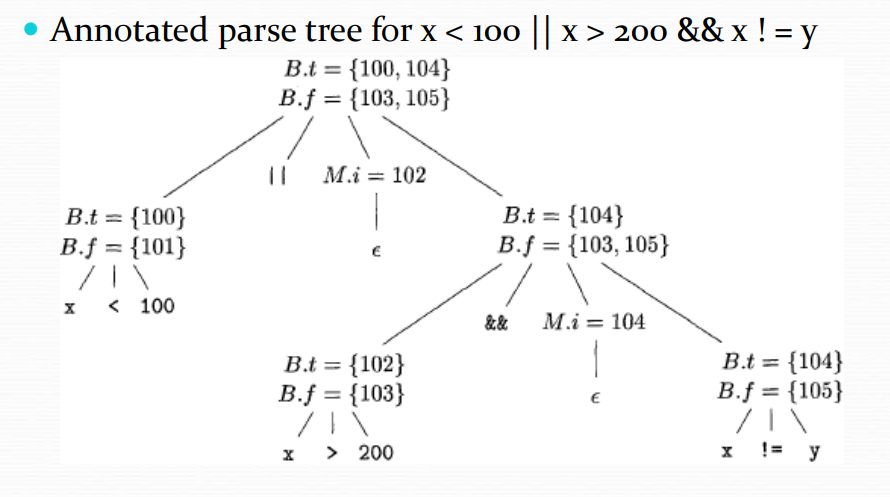 • Annotated parse tree for x < 100 || x > 200 && x ! = y
B.t = {100, 104}
B.f = {103, 105}
|| M.i = 102
ϵ
B.t = {100}
B.f = {101}
x < 100
B.t = {104}
B.f = {103, 105}
&& M.i = 104
ϵ
B.t = {102}
B.f = {103}
x > 200
B.t = {104}
B.f = {105}
x != y